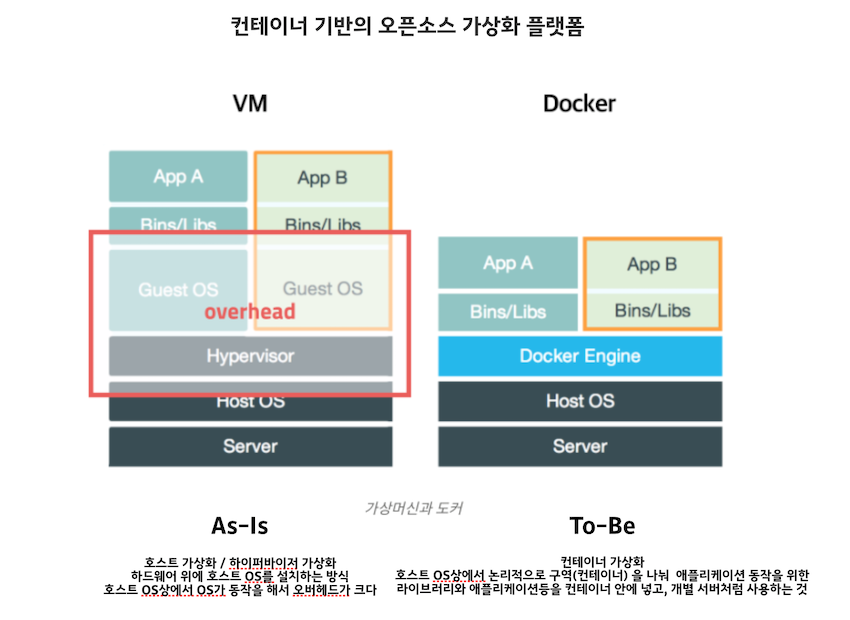 컨테이너 기반의 오픈소스 가상화 플랫폼
VM
App A
App B
Bins/Libs
Bins/Libs
Guest OS
Guest OS
overhead
Hypervisor
Host OS
Server
Docker
App A
App B
Bins/Libs
Bins/Libs
Docker Engine
Host OS
Server
가상머신과 도커
As-Is
호스트 가상화 / 하이퍼바이저 가상화
하드웨어 위에 호스트 OS를 설치하는 방식
호스트 OS상에서 OS가 동작을 해서 오버헤드가 크다
To-Be
컨테이너 가상화
호스트 OS상에서 논리적으로 구역(컨테이너) 을 나눠 애플리케이션 동작을 위한
라이브러리와 애플리케이션등을 컨테이너 안에 넣고, 개별 서버처럼 사용하는 것